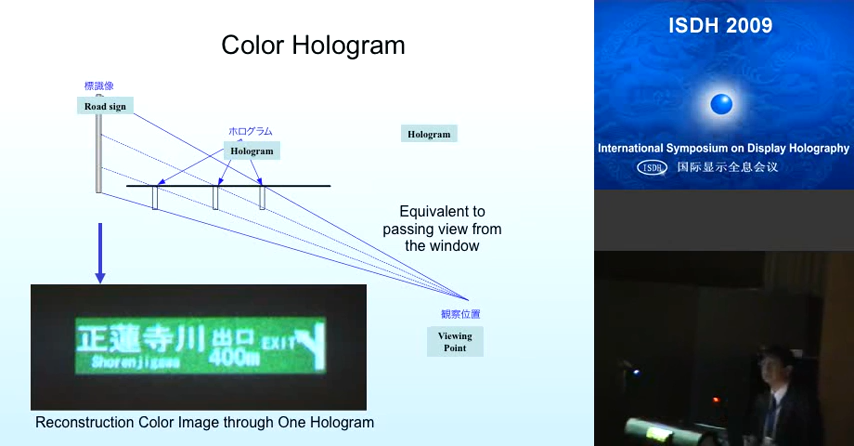 Color Hologram
標識像
Road sign
ホログラム
Hologram
Hologram
Equivalent to
passing view from
the window
観察位置
Viewing
Point
正蓮寺川 出口 EXIT
Shorenjigawa 400m
Reconstruction Color Image through One Hologram
ISDH 2009
International Symposium on Display Holography
ISDH 国际显示全息会议